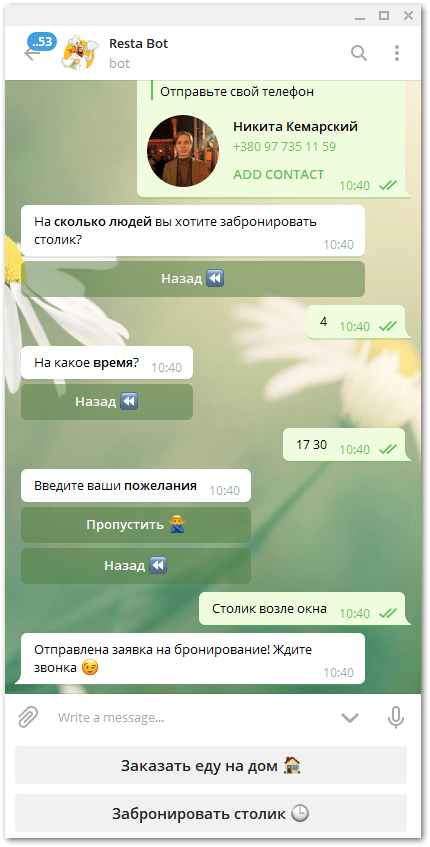 ..53
Resta Bot
bot
Отправьте свой телефон
Никита Кемарский
+380 97 735 11 59
ADD CONTACT
10:40
На сколько людей вы хотите забронировать
столик?
10:40
Назад
4 10:40
На какое время? 10:40
Назад
17 30 10:40
Введите ваши пожелания 10:40
Пропустить
Назад
Столик возле окна 10:40
Отправлена заявка на бронирование! Ждите
звонка 😉
10:40
Write a message...
Заказать еду на дом
Забронировать столик